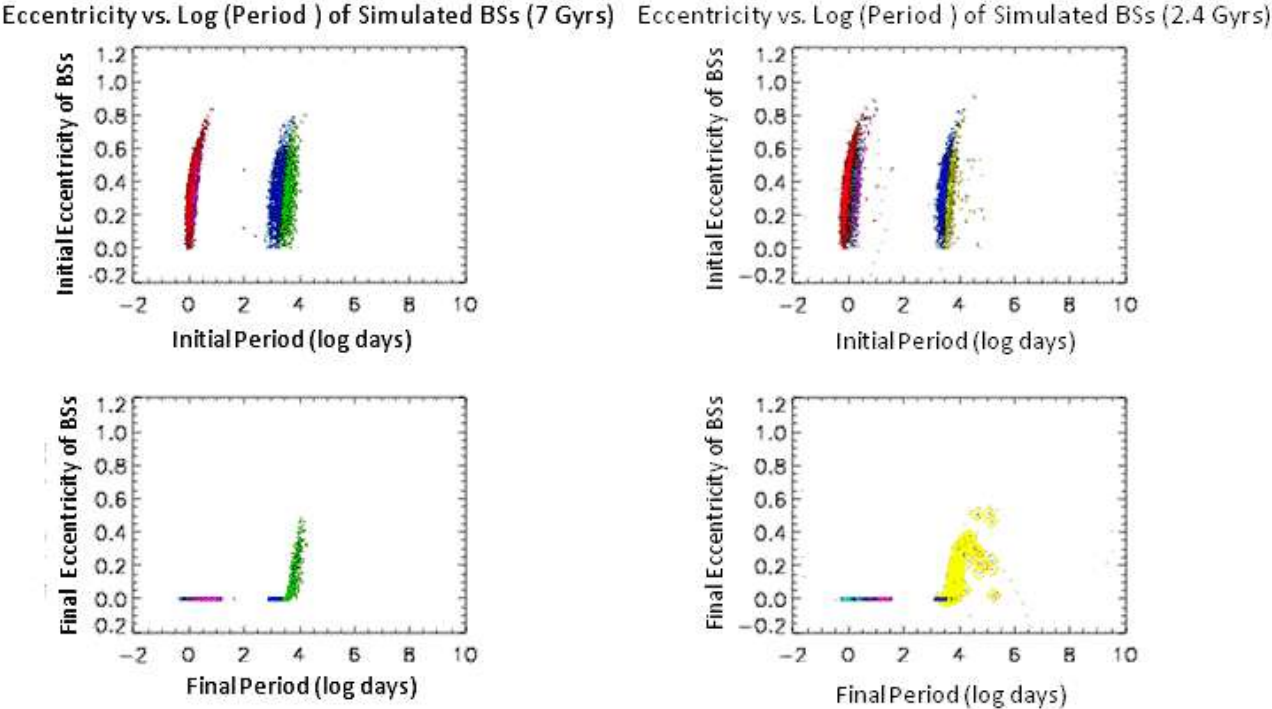 Eccentricity vs. Log (Period ) of Simulated BSs (7 Gyrs)
Eccentricity vs. Log (Period ) of Simulated BSs (2.4 Gyrs)
Initial Eccentricity of BSs
1.2
1.0
0.8
0.6
0.4
0.2
0.0
-0.2
-2 0 2 4 6 8 10
Initial Period (log days)
Initial Eccentricity of BSs
1.2
1.0
0.8
0.6
0.4
0.2
0.0
-0.2
-2 0 2 4 6 8 10
Initial Period (log days)
Final Eccentricity of BSs
1.2
1.0
0.8
0.6
0.4
0.2
0.0
0.2
-2 0 2 4 6 8 10
Final Period (log days)
Final Eccentricity of BSs
1.2
1.0
0.8
0.6
0.4
0.2
0.0
-0.2
-2 0 2 4 6 8 10
Final Period (log days)